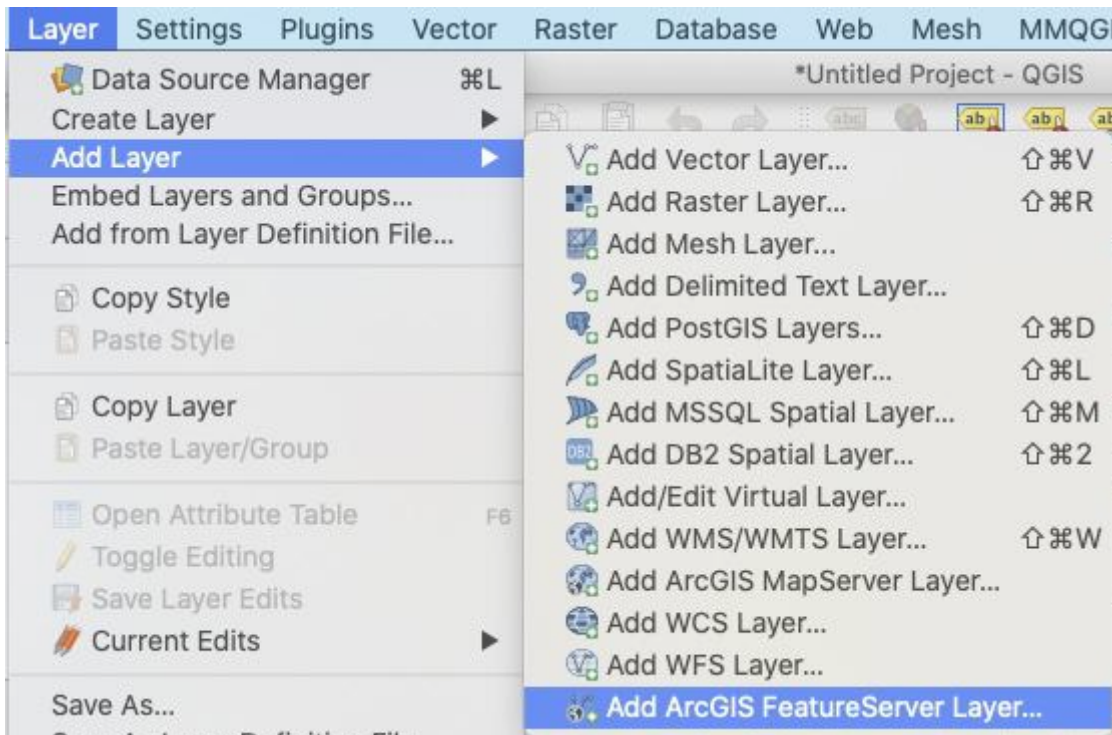 Layer Settings Plugins Vector Raster Database Web Mesh MMQG
*Untitled Project - QGIS
Data Source Manager ⌘L
Create Layer ▶
Add Layer ▶
Embed Layers and Groups...
Add from Layer Definition File...
Copy Style
Paste Style
Copy Layer
Paste Layer/Group
Open Attribute Table F6
Toggle Editing
Save Layer Edits
Current Edits ▶
Save As...
Add Vector Layer... ⇧⌘V
Add Raster Layer... ⇧⌘R
Add Mesh Layer...
Add Delimited Text Layer...
Add PostGIS Layers... ⇧⌘D
Add SpatiaLite Layer... ⇧⌘L
Add MSSQL Spatial Layer... ⇧⌘M
DB2 Add DB2 Spatial Layer... ⇧⌘2
Add/Edit Virtual Layer...
Add WMS/WMTS Layer... ⇧⌘W
Add ArcGIS MapServer Layer...
Add WCS Layer...
Add WFS Layer...
Add ArcGIS FeatureServer Layer...